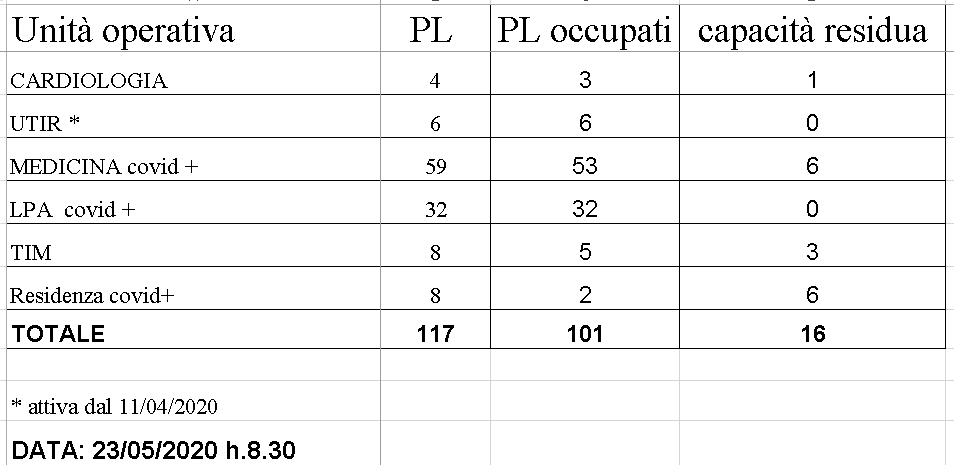 Unità operativa PL PL occupati capacità residua
CARDIOLOGIA 4 3 1
UTIR * 6 6 0
MEDICINA covid + 59 53 6
LPA covid + 32 32 0
TIM 8 5 3
Residenza covid+ 8 2 6
TOTALE 117 101 16
* attiva dal 11/04/2020
DATA: 23/05/2020 h.8.30